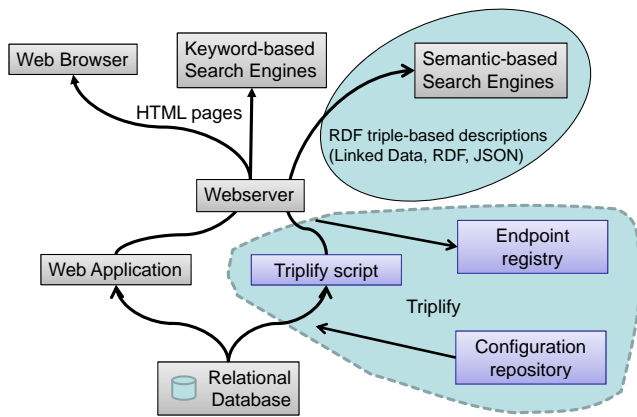 Keyword-based
Search Engines
Web Browser
Semantic-based
Search Engines
HTML pages
RDF triple-based descriptions
(Linked Data, RDF, JSON)
Webserver
Endpoint
registry
Web Application
Triplify script
Triplify
Configuration
repository
Relational
Database